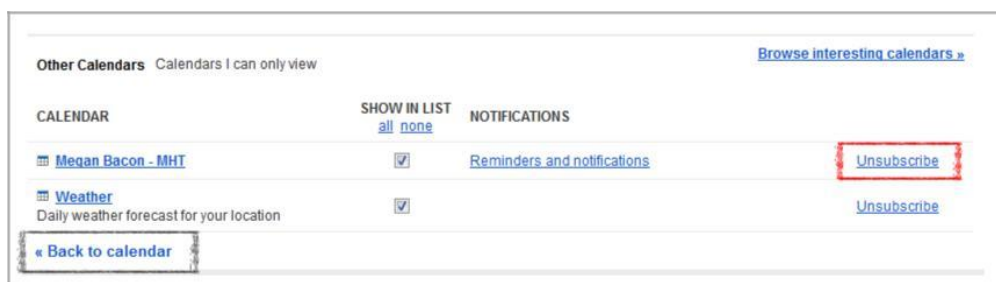 Other Calendars Calendars I can only view
Browse interesting calendars »
CALENDAR SHOW IN LIST NOTIFICATIONS
all none
Megan Bacon - MHT Reminders and notifications Unsubscribe
Weather
Daily weather forecast for your location Unsubscribe
« Back to calendar